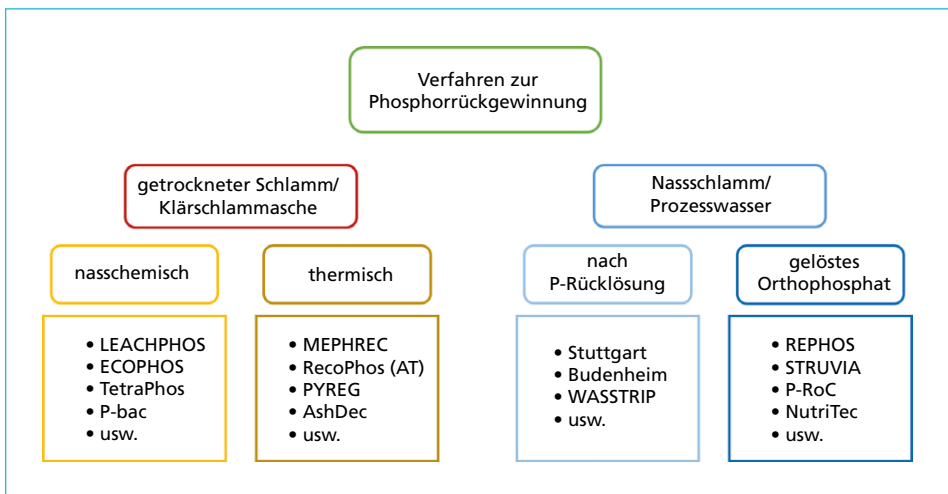 Verfahren zur
Phosphorrückgewinnung
getrockneter Schlamm/
Klärschlammasche
Nassschlamm/
Prozesswasser
nasschemisch
thermisch
nach
P-Rücklösung
gelöstes
Orthophosphat
• LEACHPHOS
• ECOPHOS
• TetraPhos
• P-bac
• usw.
• MEPHREC
• RecoPhos (AT)
• PYREG
• AshDec
• usw.
• Stuttgart
• Budenheim
• WASSTRIP
• usw.
• REPHOS
• STRUVIA
• P-RoC
• NutriTec
• usw.